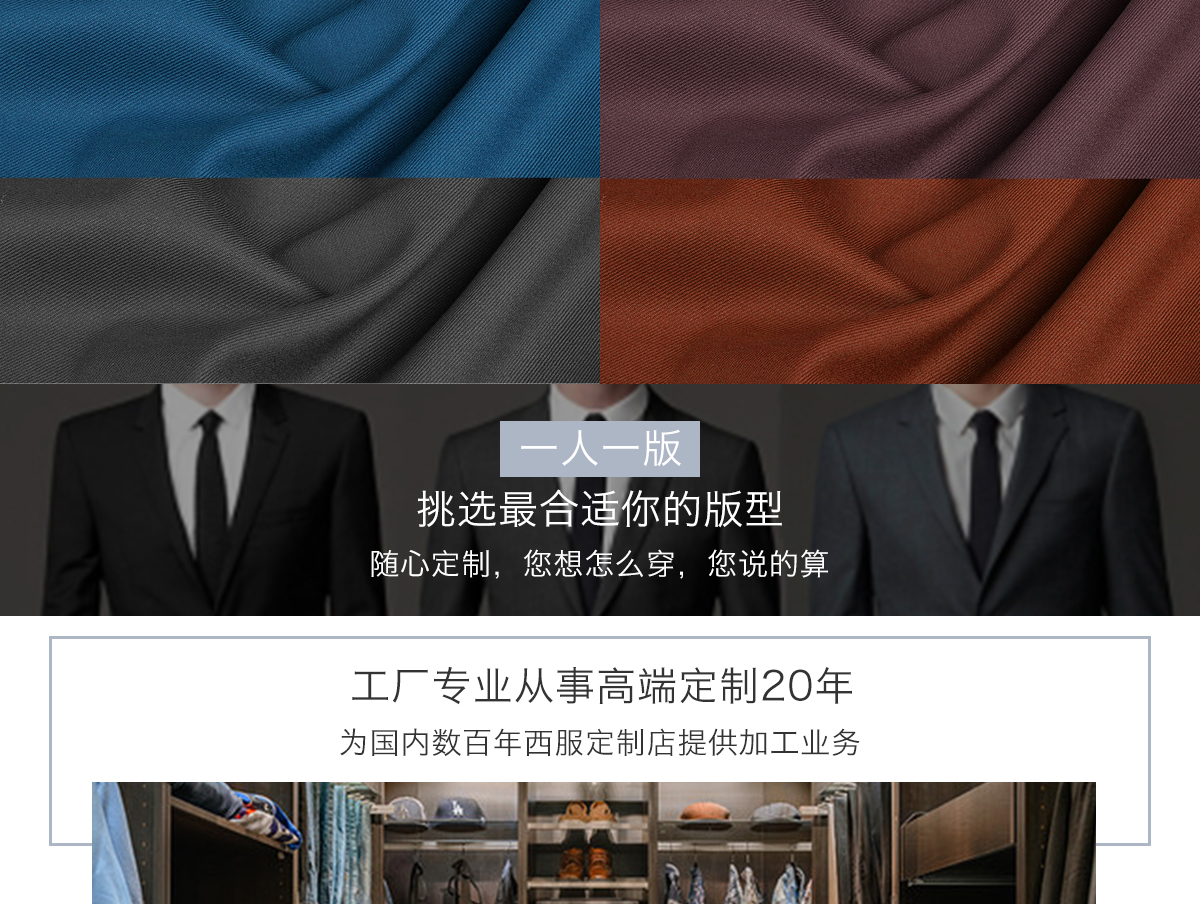 一人一版
挑选最合适你的版型
随心定制，您想怎么穿，您说的算
工厂专业从事高端定制20年
为国内数百年西服定制店提供加工业务
LA